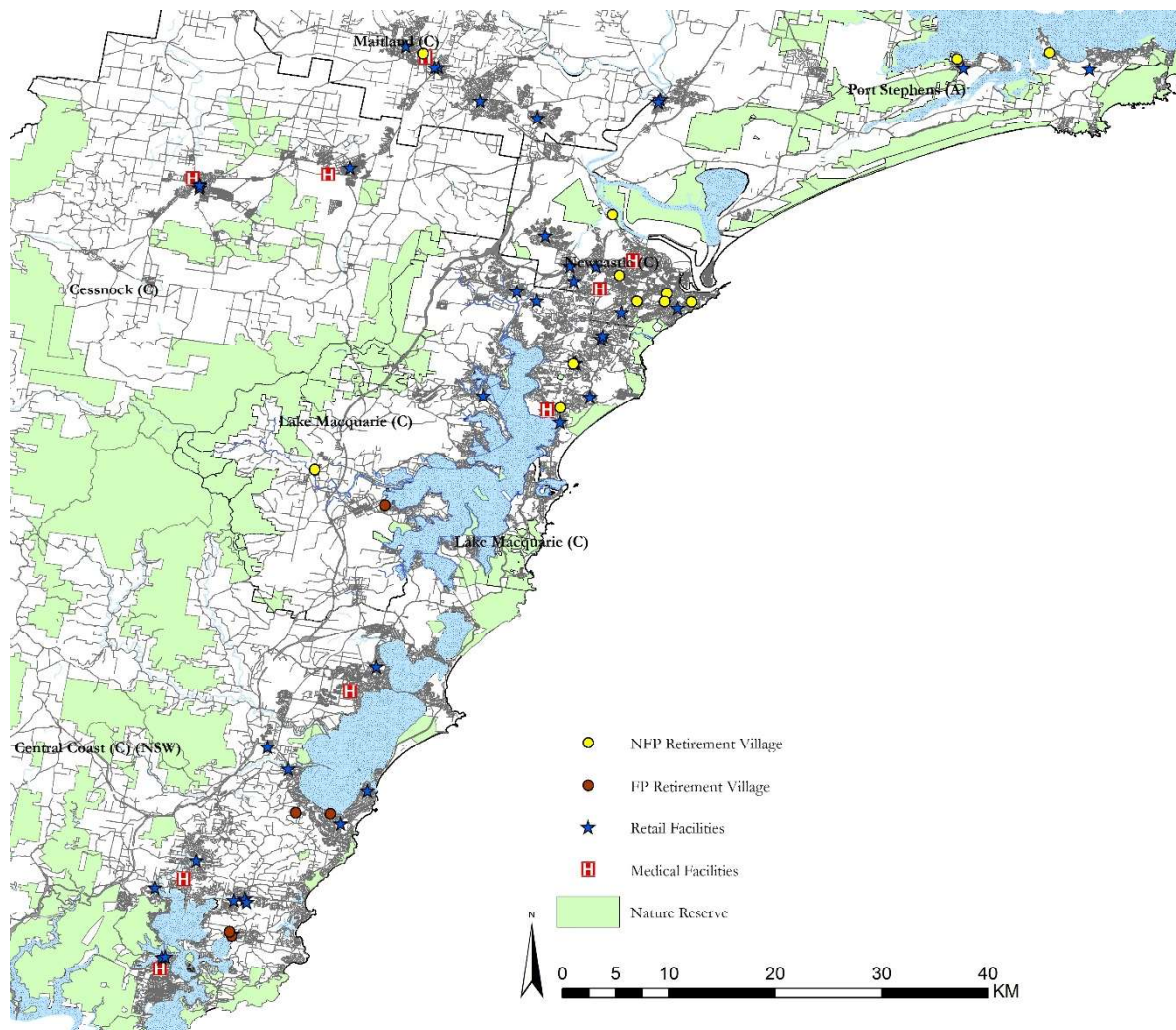 Maitland (C)
Port Stephens (A)
Newcastle (C)
Cessnock (C)
Lake Macquarie (C)
Lake Macquarie (C)
Central Coast (C) (NSW)
NFP Retirement Village
FP Retirement Village
Retail Facilities
H Medical Facilities
Nature Reserve
N
0 5 10 20 30 40
KM